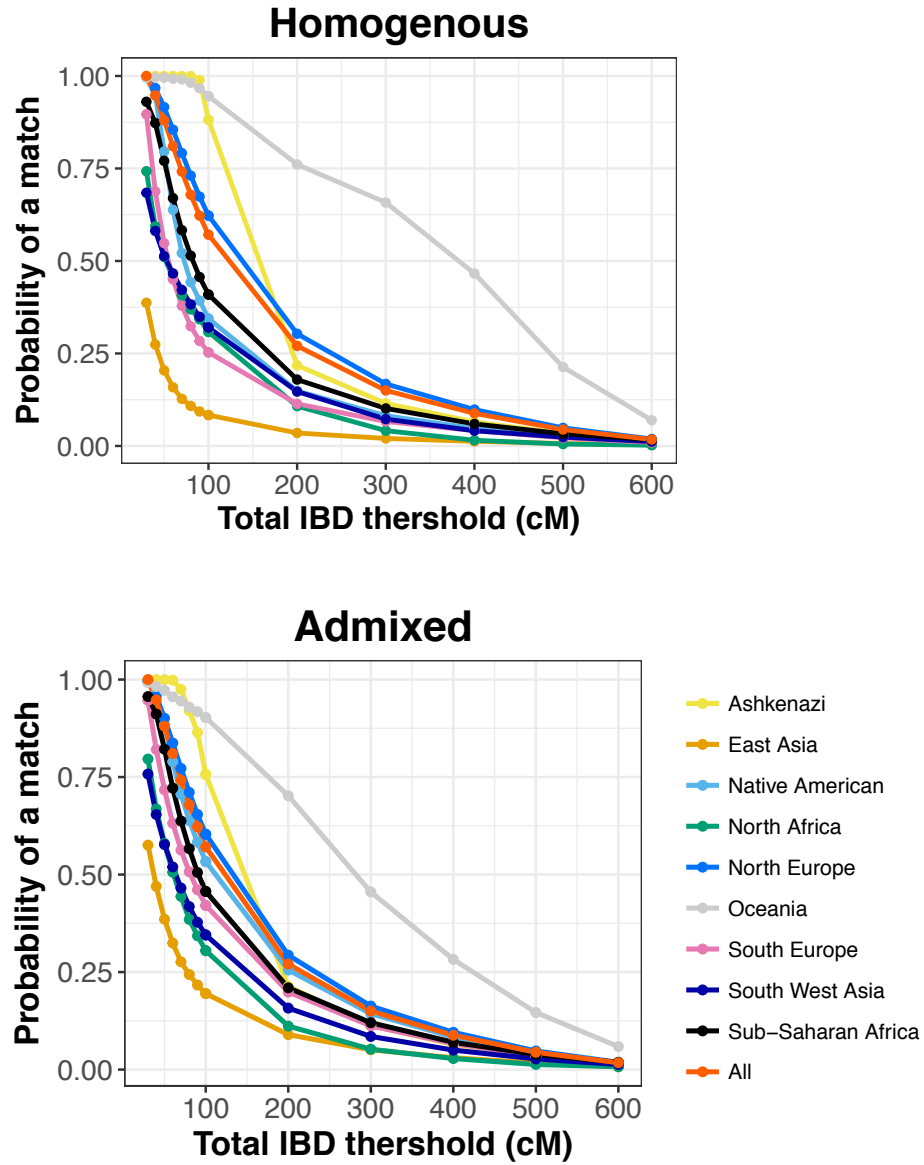 Homogenous
Probability of a match
1.00
0.75
0.50
0.25
0.00
100 200 300 400 500 600
Total IBD thershold (cM)
Admixed
Probability of a match
1.00
0.75
0.50
0.25
0.00
100 200 300 400 500 600
Total IBD thershold (cM)
Ashkenazi
East Asia
Native American
North Africa
North Europe
Oceania
South Europe
South West Asia
Sub−Saharan Africa
All